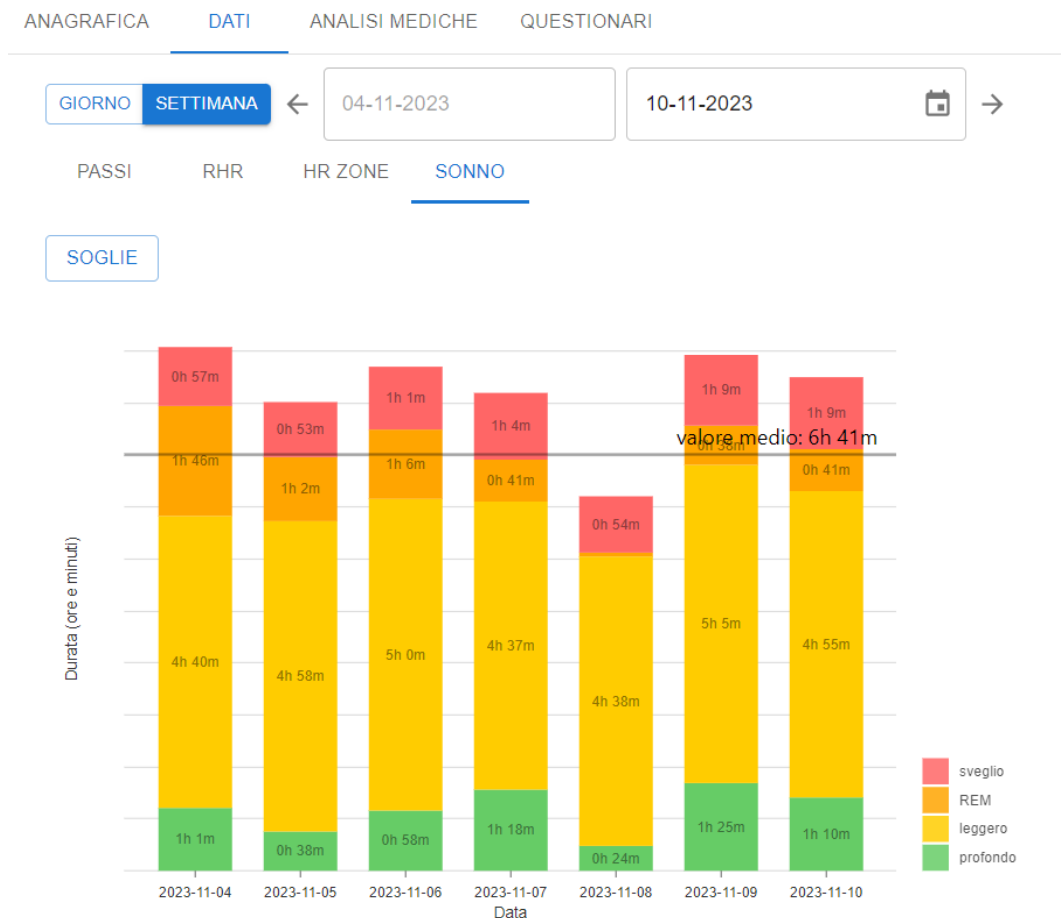 ANAGRAFICA DATI ANALISI MEDICHE QUESTIONARI
GIORNO SETTIMANA 04-11-2023 10-11-2023
PASSI RHR HR ZONE SONNO
SOGLIE
Durata (ore e minuti)
0h 57m
1h 46m
4h 40m
1h 1m
0h 53m
1h 2m
4h 58m
0h 38m
1h 1m
1h 6m
5h 0m
0h 58m
1h 4m
0h 41m
4h 37m
1h 18m
0h 54m
4h 38m
0h 24m
1h 9m
0h 38m
5h 5m
1h 25m
1h 9m
0h 41m
4h 55m
1h 10m
valore medio: 6h 41m
2023-11-04 2023-11-05 2023-11-06 2023-11-07 2023-11-08 2023-11-09 2023-11-10
Data
sveglio
REM
leggero
profondo